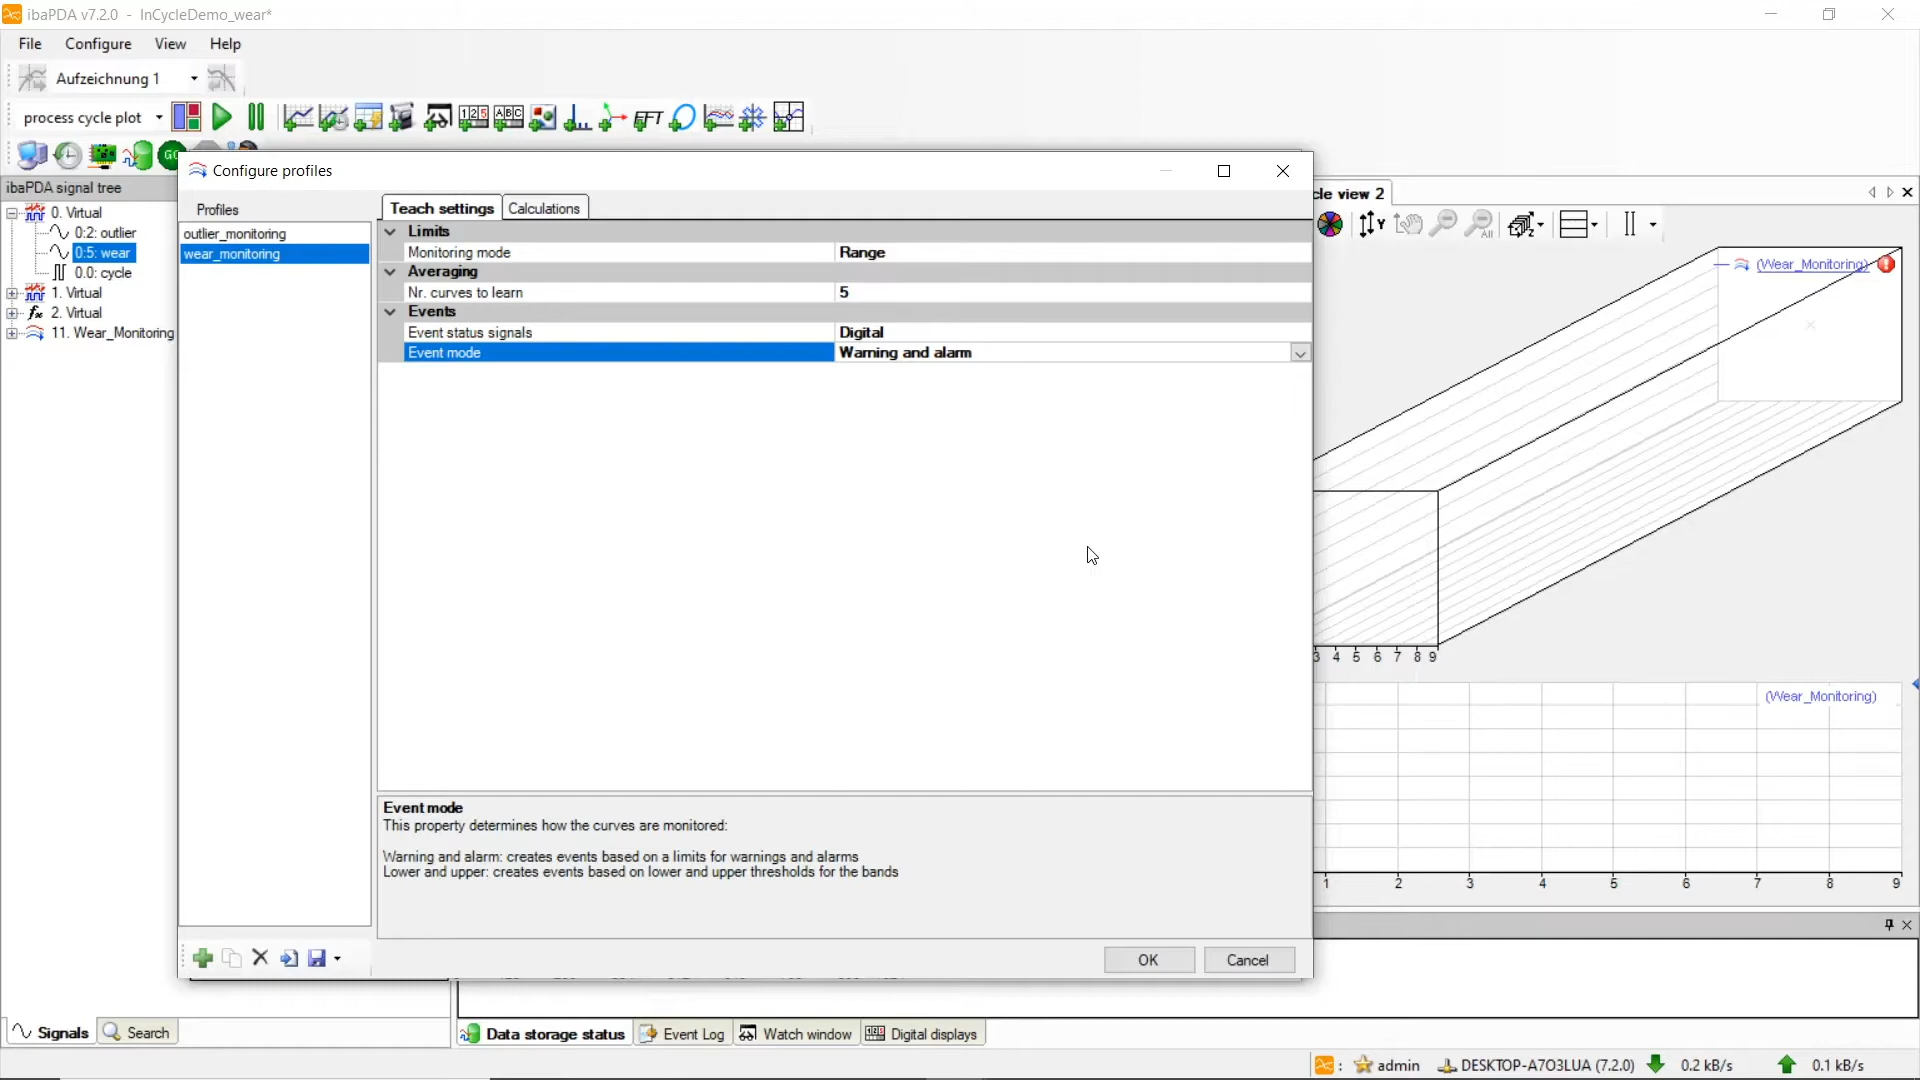 ibaPDA v7.2.0 - InCycleDemo_wear*
File Configure View Help
Aufzeichnung 1
process cycle plot
125 ABC FFT
GO
Configure profiles
ibaPDA signal tree
0. Virtual
0:2: outlier
0:5: wear
0.0: cycle
1. Virtual
2. Virtual
11. Wear_Monitoring
Profiles
outlier_monitoring
wear_monitoring
Teach settings
Calculations
Limits
Monitoring mode Range
Averaging
Nr. curves to learn 5
Events
Event status signals Digital
Event mode Warning and alarm
Event mode
This property determines how the curves are monitored:
Warning and alarm: creates events based on a limits for warnings and alarms
Lower and upper: creates events based on lower and upper thresholds for the bands
OK Cancel
cle view 2
All
(Wear_Monitoring)
3 4 5 6 7 8 9
(Wear_Monitoring)
1 2 3 4 5 6 7 8 9
Signals Search
Data storage status Event Log Watch window Digital displays
: admin DESKTOP-A7O3LUA (7.2.0) 0.2 kB/s 0.1 kB/s